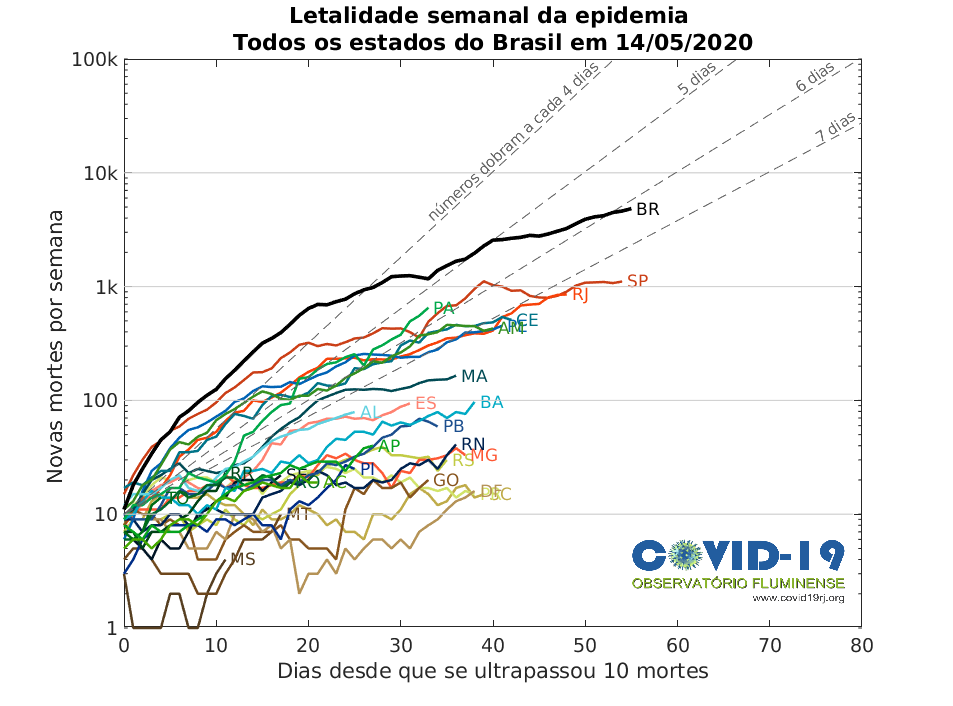 Letalidade semanal da epidemia
Todos os estados do Brasil em 14/05/2020
100k
10k
1k
100
10
1
Novas mortes por semana
números dobram a cada 4 dias
5 dias
6 dias
7 dias
BR
SP
RJ
PA
CE
AM
MA
ES
AL
BA
PB
RN
MG
RS
AP
PI
GO
DF
SC
RR
SE
RO
AC
TO
MT
MS
COVID-19
OBSERVATÓRIO FLUMINENSE
www.covid19rj.org
0 10 20 30 40 50 60 70 80
Dias desde que se ultrapassou 10 mortes